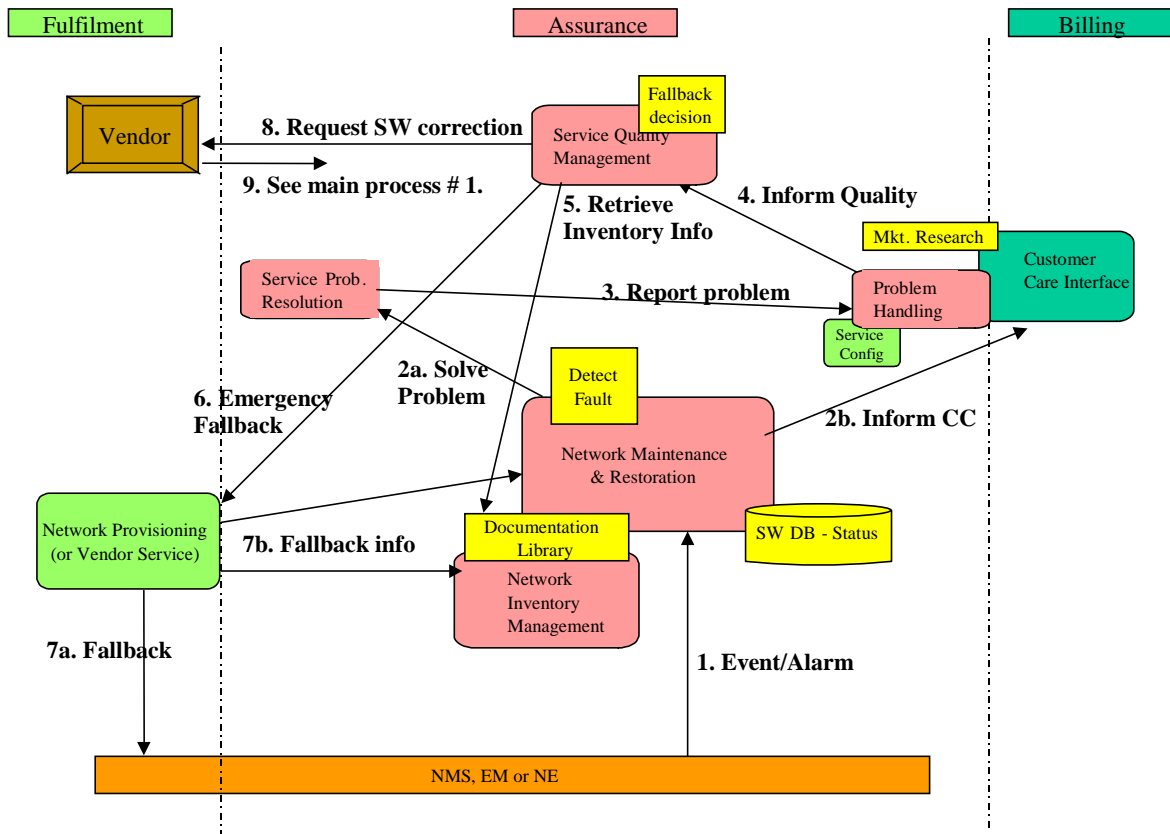 Fulfilment
Assurance
Billing
Vendor
8. Request SW correction
9. See main process # 1.
Fallback
decision
Service Quality
Management
5. Retrieve
Inventory Info
4. Inform Quality
Mkt. Research
Customer
Care Interface
Service Prob.
Resolution
3. Report problem
Problem
Handling
Service
Config
2a. Solve
Problem
Detect
Fault
6. Emergency
Fallback
2b. Inform CC
Network Maintenance
& Restoration
Network Provisioning
(or Vendor Service)
7b. Fallback info
Documentation
Library
SW DB - Status
Network
Inventory
Management
7a. Fallback
1. Event/Alarm
NMS, EM or NE